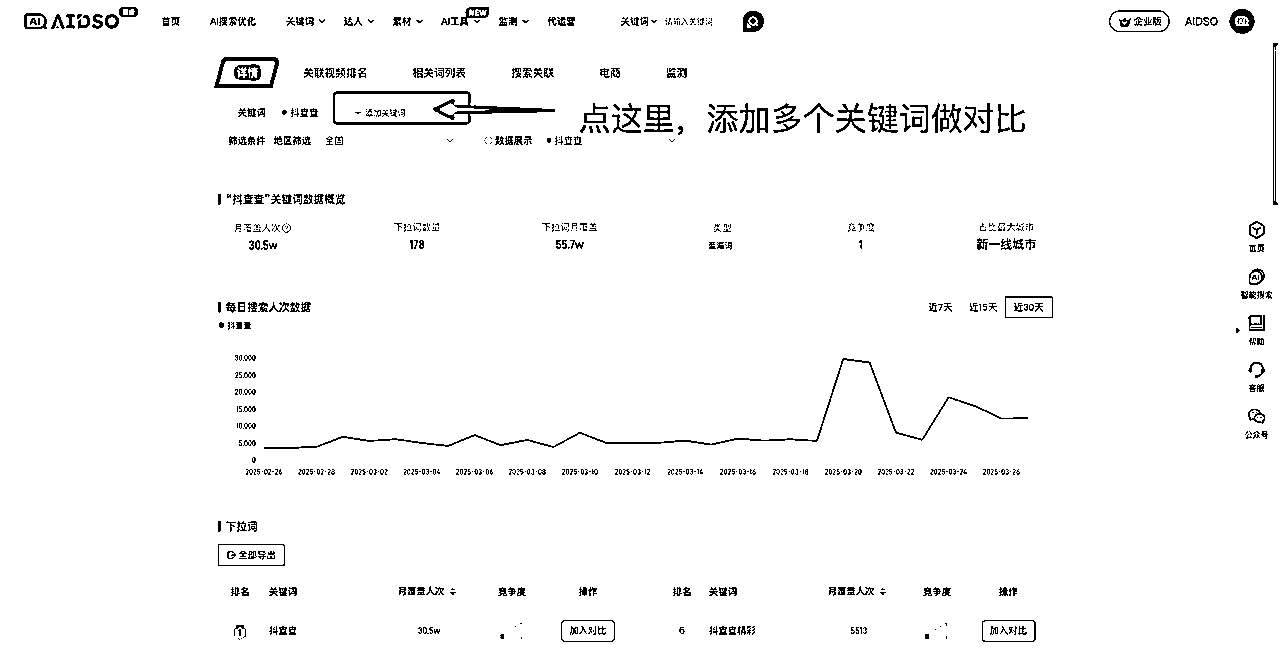 AI AIDSO
首页 AI搜索优化 关键词 达人 素材 AI工具 NEW 监测 代运营 关键词 请输入关键词 企业版 AIDSO
详情 关联视频排名 相关词列表 搜索关联 电商 监测
关键词 抖查查 添加关键词
点这里，添加多个关键词做对比
筛选条件 地区筛选 全国 数据展示 抖查查
“抖查查”关键词数据概览
月覆盖人次 下拉词数量 下拉词月覆盖 类型 竞争度 占比最大城市
30.5w 178 55.7w 蓝海词 1 新一线城市
首页
智能搜索
帮助
客服
公众号
每日搜索人次数据 近7天 近15天 近30天
抖查查
30,000
25,000
20,000
15,000
10,000
5,000
0
2025-02-26 2025-02-28 2025-03-02 2025-03-04 2025-03-06 2025-03-08 2025-03-10 2025-03-12 2025-03-14 2025-03-16 2025-03-18 2025-03-20 2025-03-22 2025-03-24 2025-03-26
下拉词
全部导出
排名 关键词 月覆盖人次 竞争度 操作 排名 关键词 月覆盖人次 竞争度 操作
1 抖查查 30.5w 加入对比 6 抖查查精彩 5513 加入对比